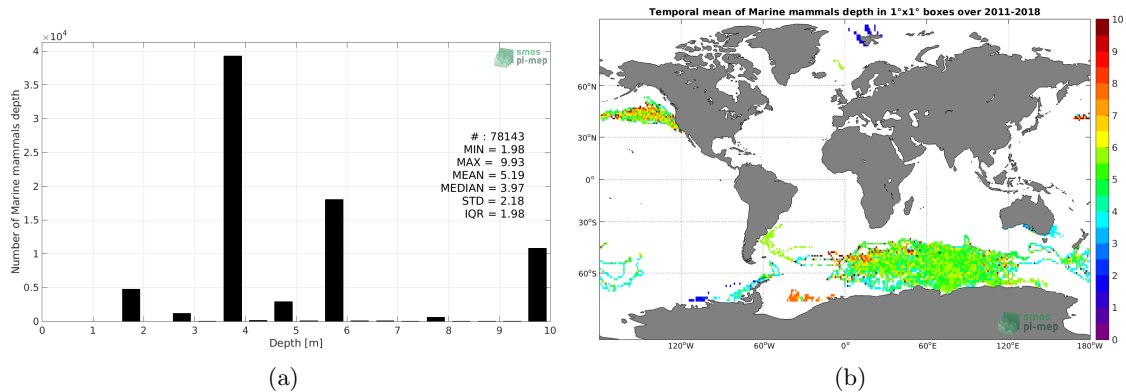 ×10⁴
4
3.5
3
2.5
2
1.5
1
0.5
0
Number of Marine mammals depth
smos
pi-mep
# : 78143
MIN = 1.98
MAX = 9.93
MEAN = 5.19
MEDIAN = 3.97
STD = 2.18
IQR = 1.98
0 1 2 3 4 5 6 7 8 9 10
Depth [m]
(a)
Temporal mean of Marine mammals depth in 1°x1° boxes over 2011-2018
60°N
30°N
0°
30°S
60°S
120°W 60°W 0° 60°E 120°E 180°W
smos
pi-mep
10
9
8
7
6
5
4
3
2
1
0
(b)